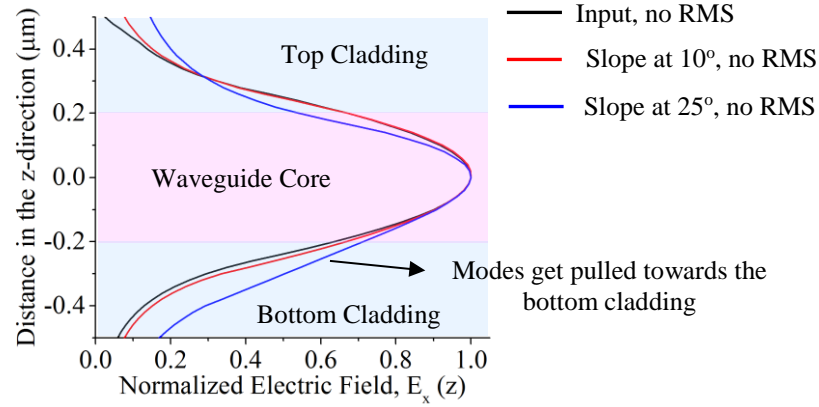 Input, no RMS
Slope at 10°, no RMS
Slope at 25°, no RMS
Distance in the z-direction (μm)
0.4
0.2
0.0
-0.2
-0.4
Top Cladding
Waveguide Core
Bottom Cladding
Modes get pulled towards the
bottom cladding
0.0 0.2 0.4 0.6 0.8 1.0
Normalized Electric Field, E_x (z)